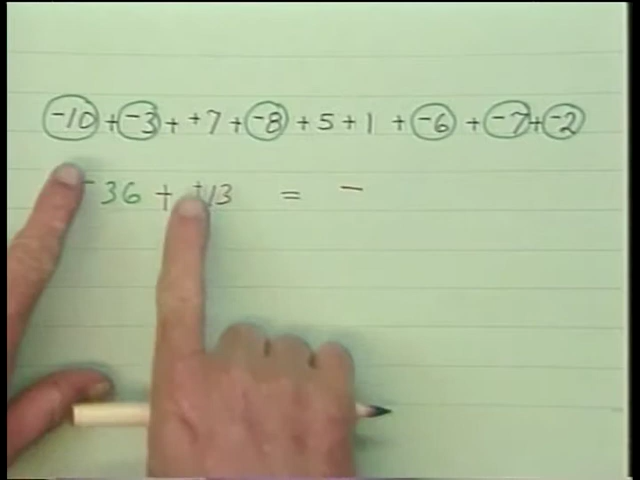 ⁻10 + ⁻3 + ⁺7 + ⁻8 + 5 + 1 + ⁻6 + ⁻7 + ⁻2
⁻36 + ⁺13 = ⁻